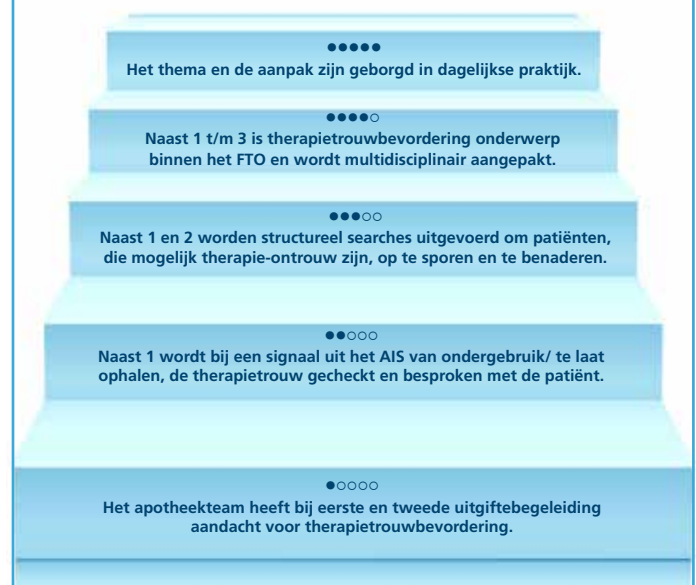 ●●●●●
Het thema en de aanpak zijn geborgd in dagelijkse praktijk.
●●●●○
Naast 1 t/m 3 is therapietrouwbevordering onderwerp
binnen het FTO en wordt multidisciplinair aangepakt.
●●●○○
Naast 1 en 2 worden structureel searches uitgevoerd om patiënten,
die mogelijk therapie-ontrouw zijn, op te sporen en te benaderen.
●●○○○
Naast 1 wordt bij een signaal uit het AIS van ondergebruik/ te laat
ophalen, de therapietrouw gecheckt en besproken met de patiënt.
●○○○○
Het apotheekteam heeft bij eerste en tweede uitgiftebegeleiding
aandacht voor therapietrouwbevordering.